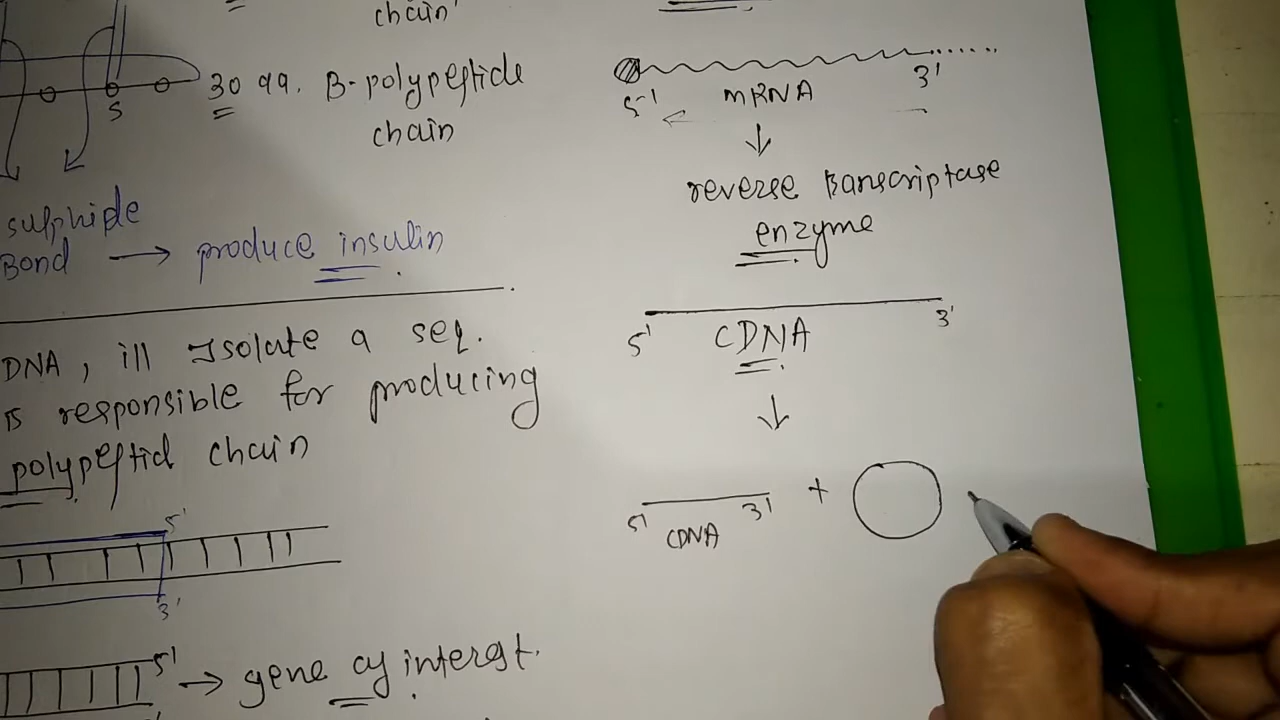 chain
30 aa. B-polypeptide
chain
S
sulphide
Bond → produce insulin
DNA, ill Isolate a seq.
is responsible for producing
polypeptid chain
5'
3'
5' → gene of interest.
5' mRNA 3'
↓
reverse transcriptase
enzyme
5' CDNA 3'
↓
5' CDNA 3' +